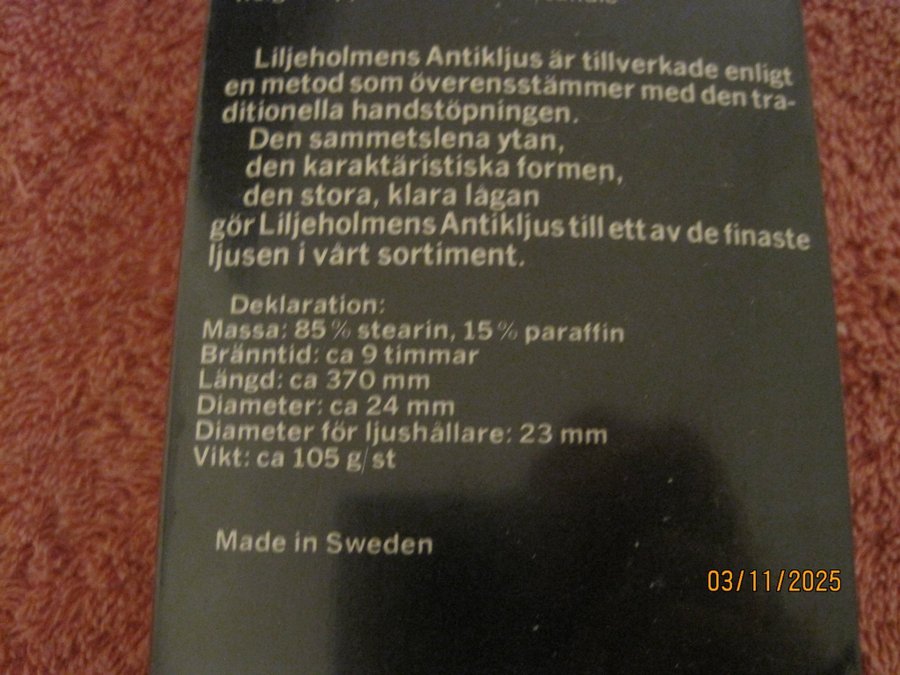 Liljeholmens Antikljus är tillverkade enligt
en metod som överensstämmer med den tra-
ditionella handstöpningen.
Den sammetslena ytan,
den karaktäristiska formen,
den stora, klara lågan
gör Liljeholmens Antikljus till ett av de finaste
ljusen i vårt sortiment.
Deklaration:
Massa: 85% stearin, 15% paraffin
Bränntid: ca 9 timmar
Längd: ca 370 mm
Diameter: ca 24 mm
Diameter för ljushållare: 23 mm
Vikt: ca 105 g/st
Made in Sweden
03/11/2025